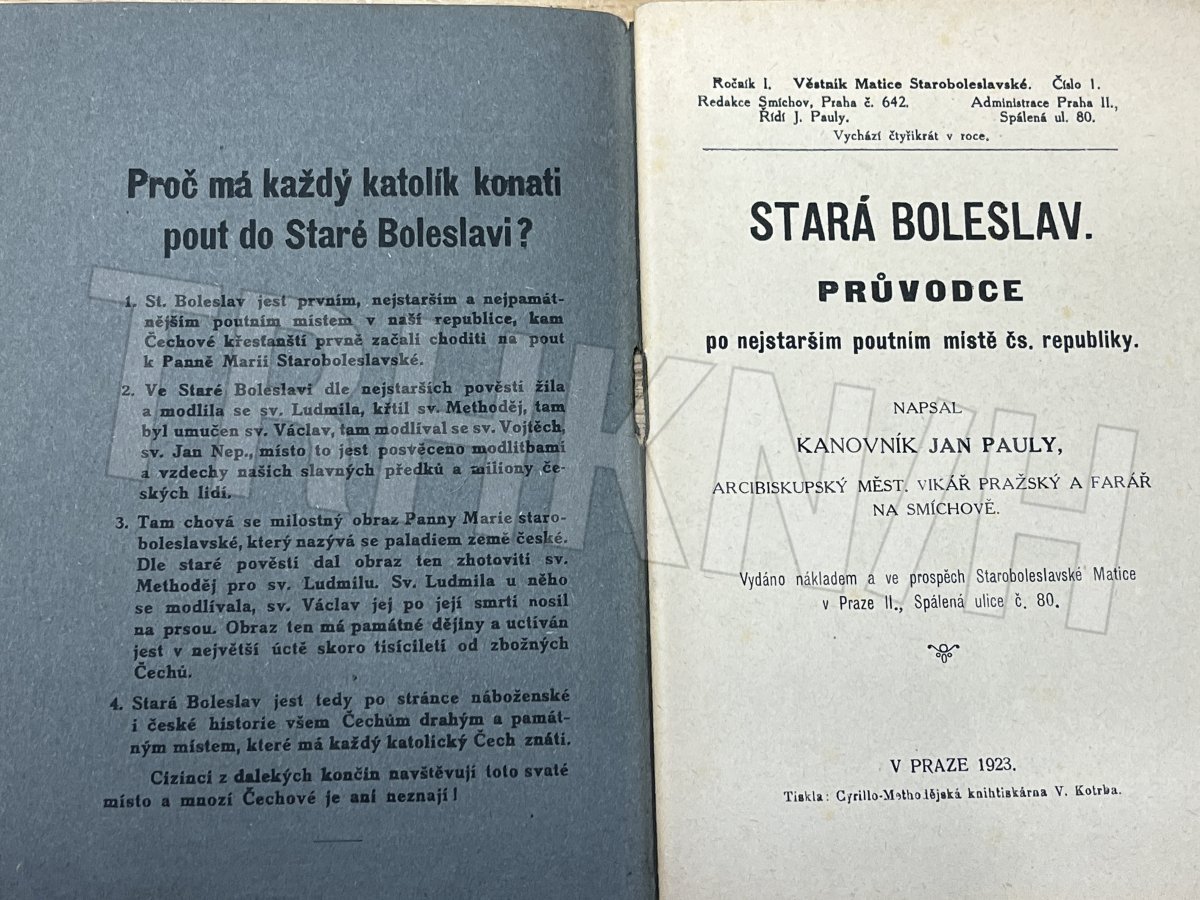 Proč má každý katolík konati
pout do Staré Boleslavi?
1. St. Boleslav jest prvním, nejstarším a nejpamát-
nějším poutním místem v naší republice, kam
Čechové křesťanští prvně začali choditi na pout
k Panně Marii Staroboleslavské.
2. Ve Staré Boleslavi dle nejstarších pověstí žila
a modlila se sv. Ludmila, křtil sv. Methoděj, tam
byl umučen sv. Václav, tam modlíval se sv. Vojtěch,
sv. Jan Nep., místo to jest posvěceno modlitbami
a vzdechy našich slavných předků a miliony če-
ských lidí.
3. Tam chová se milostný obraz Panny Marie staro-
boleslavské, který nazývá se paladiem země české.
Dle staré pověsti dal obraz ten zhotoviti sv.
Methoděj pro sv. Ludmilu. Sv. Ludmila u něho
se modlívala, sv. Václav jej po její smrti nosil
na prsou. Obraz ten má památné dějiny a uctíván
jest v největší úctě skoro tisíciletí od zbožných
Čechů.
4. Stará Boleslav jest tedy po stránce náboženské
i české historie všem Čechům drahým a památ-
ným místem, které má každý katolický Čech znáti.
Cizinci z dalekých končin navštěvují toto svaté
místo a mnozí Čechové je ani neznají!
Ročník I. Věstník Matice Staroboleslavské. Číslo 1.
Redakce Smíchov, Praha č. 642. Administrace Praha II.,
Řídí J. Pauly. Spálená ul. 80.
Vychází čtyřikrát v roce.
STARÁ BOLESLAV.
PRŮVODCE
po nejstarším poutním místě čs. republiky.
NAPSAL
KANOVNÍK JAN PAULY,
ARCIBISKUPSKÝ MĚST. VIKÁŘ PRAŽSKÝ A FARÁŘ
NA SMÍCHOVĚ.
Vydáno nákladem a ve prospěch Staroboleslavské Matice
v Praze II., Spálená ulice č. 80.
V PRAZE 1923.
Tiskla: Cyrillo-Methodějská knihtiskárna V. Kotrba.
TRHKNIH